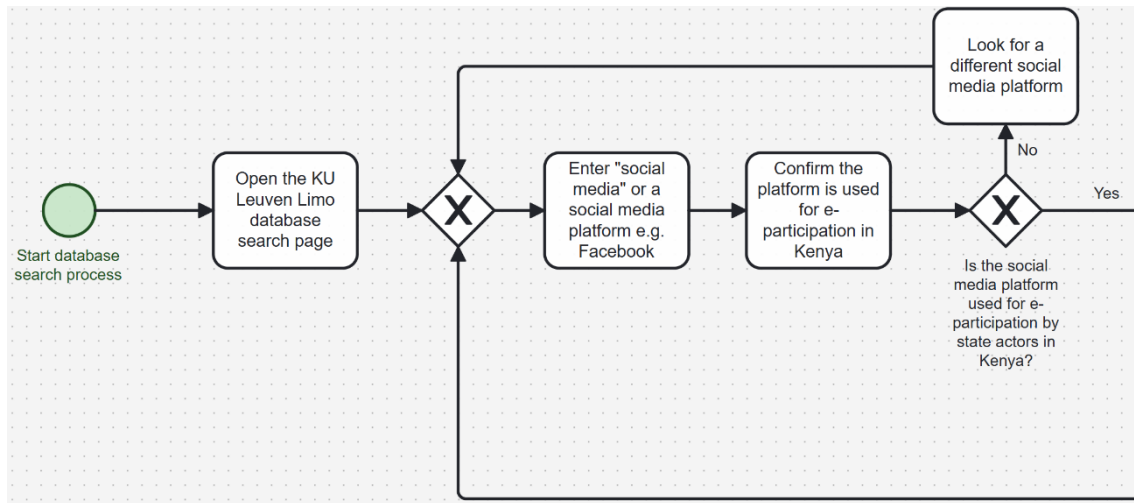 Start database
search process
Open the KU
Leuven Limo
database
search page
X
Enter "social
media" or a
social media
platform e.g.
Facebook
Confirm the
platform is used
for e-
participation in
Kenya
X
Is the social
media platform
used for e-
participation by
state actors in
Kenya?
No
Look for a
different social
media platform
Yes